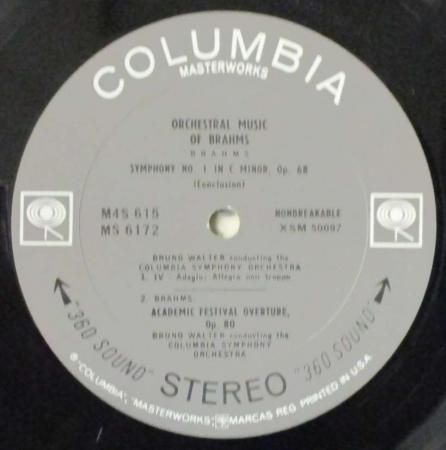 COLUMBIA
MASTERWORKS
ORCHESTRAL MUSIC
OF BRAHMS
BRAHMS
SYMPHONY NO. 1 IN C MINOR, Op. 68
(Conclusion)
M4S 615 NONBREAKABLE
MS 6172 XSM 50097
BRUNO WALTER conducting the
COLUMBIA SYMPHONY ORCHESTRA
1. IV - Adagio; Allegro non troppo
2. BRAHMS:
ACADEMIC FESTIVAL OVERTURE,
Op. 80
BRUNO WALTER conducting the
COLUMBIA SYMPHONY
ORCHESTRA
"360 SOUND" STEREO "360 SOUND"
® "COLUMBIA", "MASTERWORKS", MARCAS REG. PRINTED IN U.S.A.